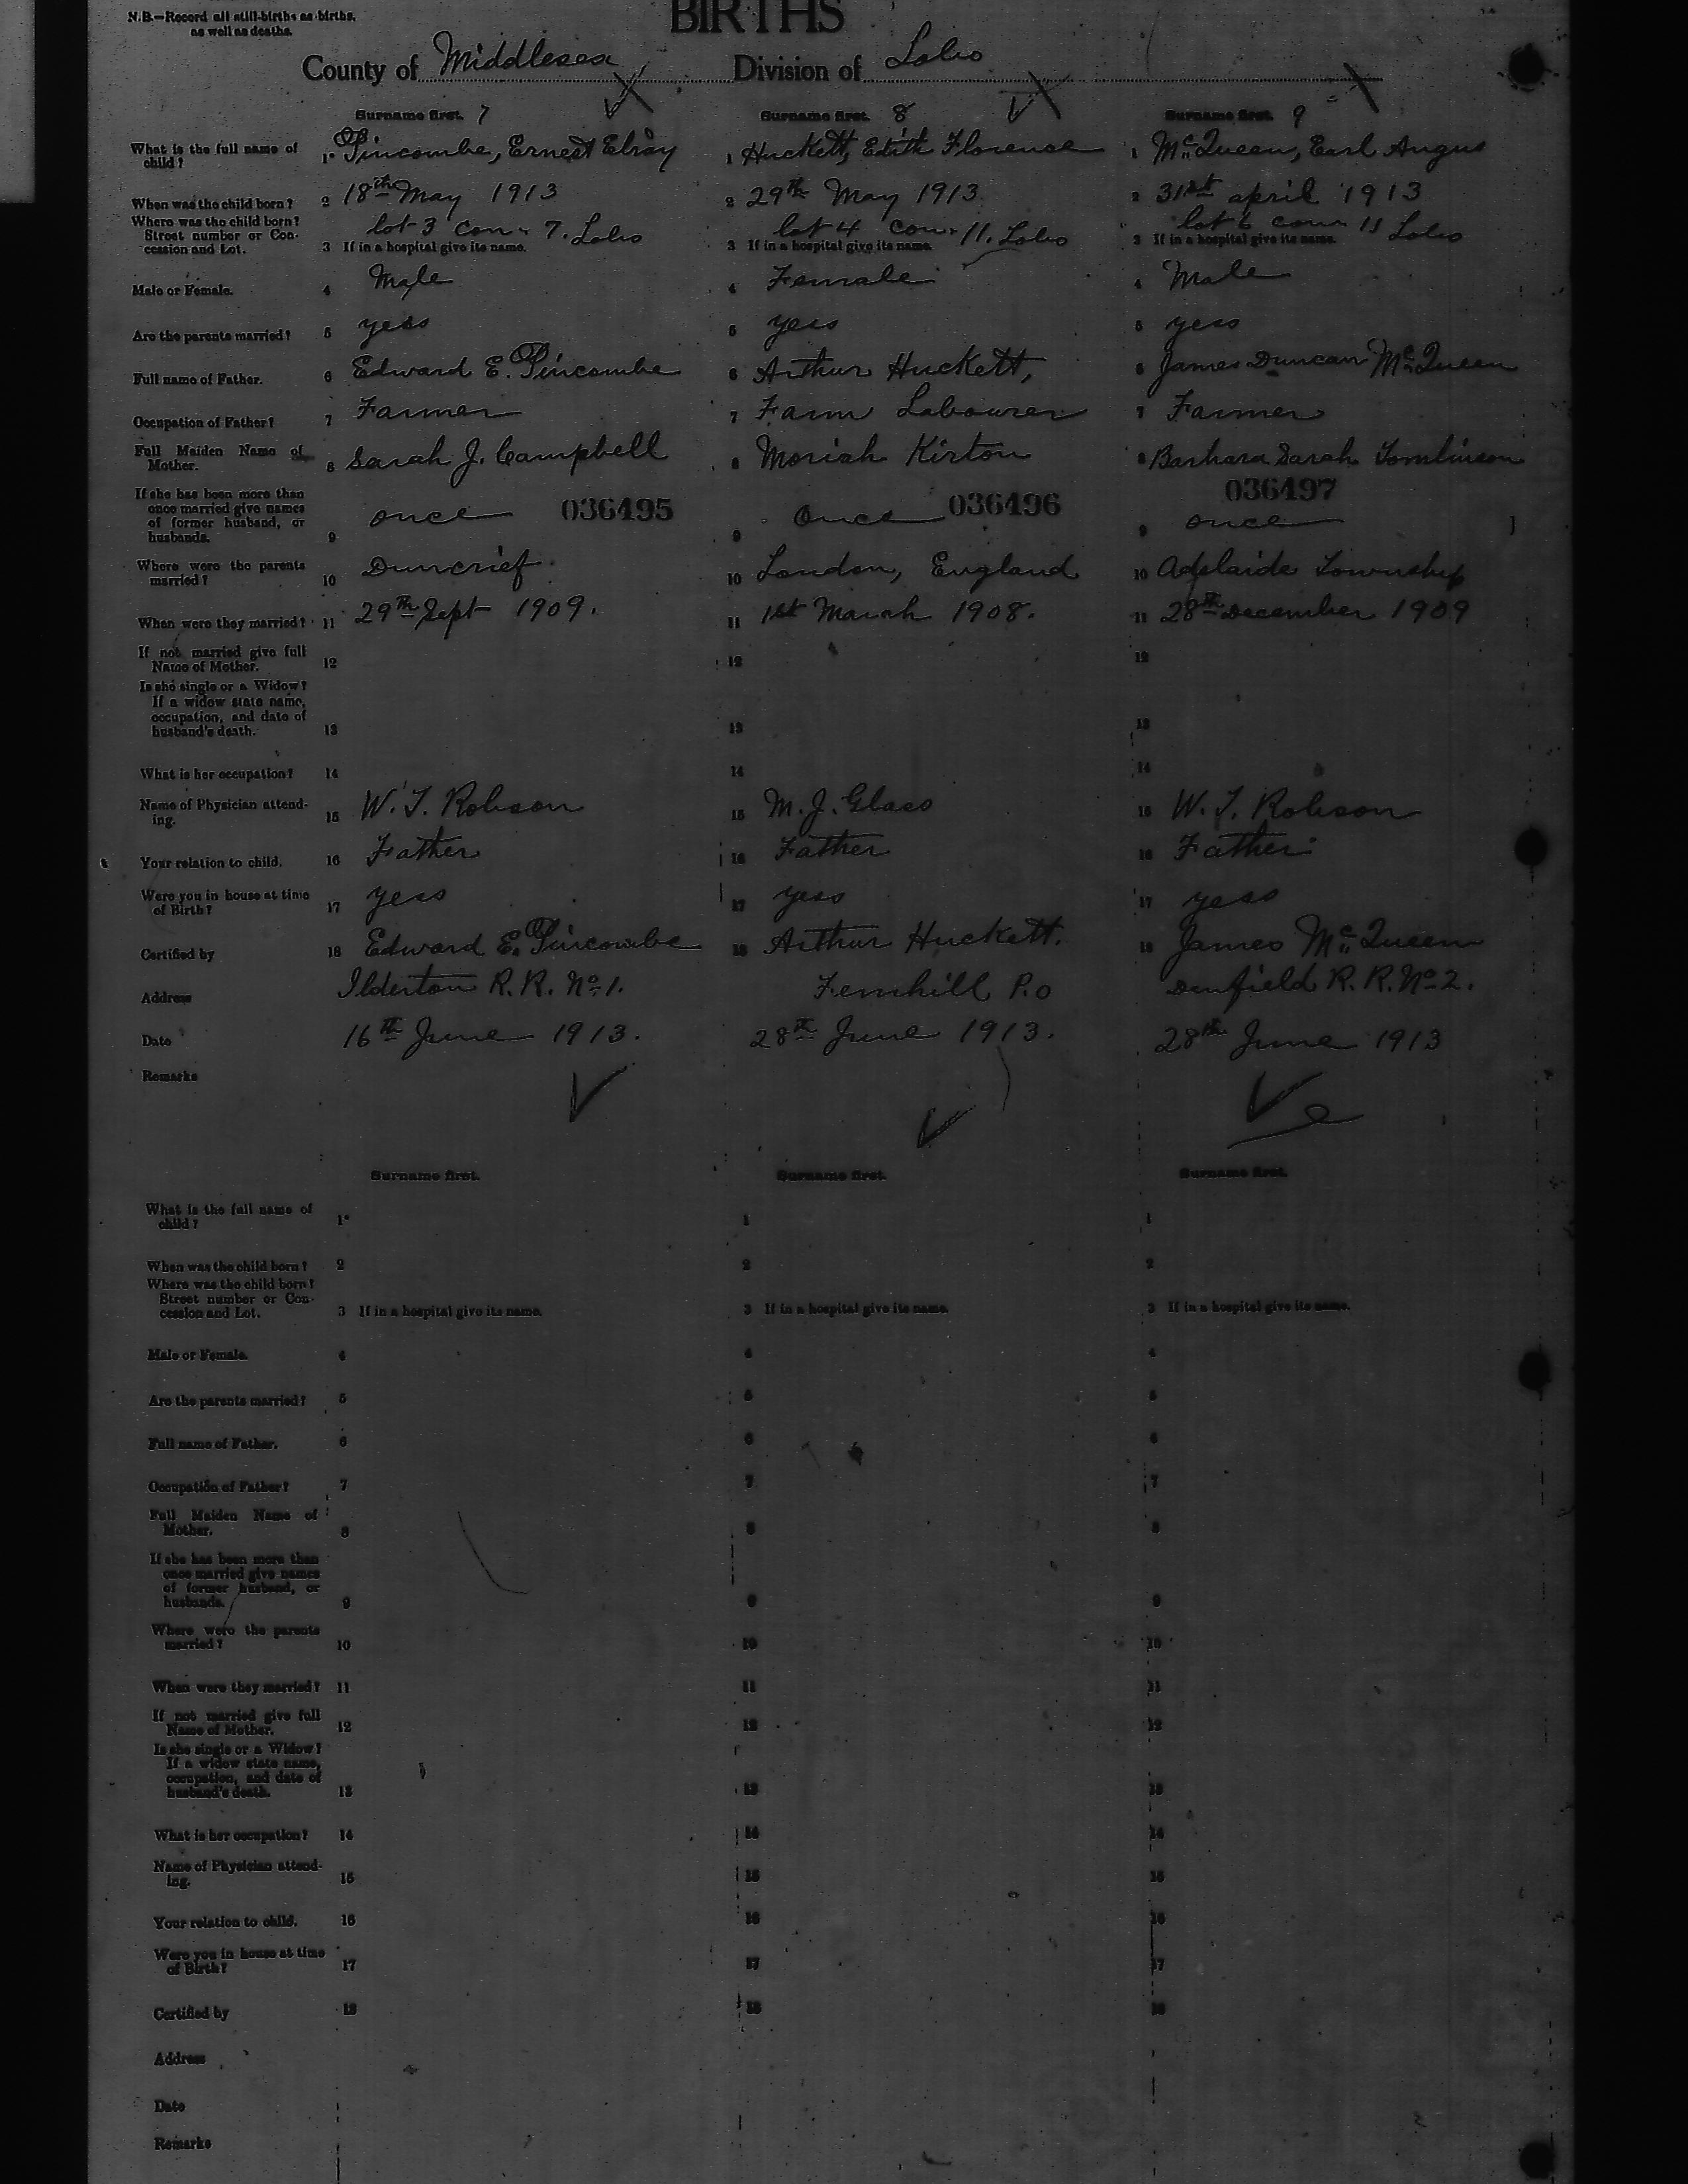 N.B.—Record all still-births as births,
as well as deaths.
BIRTHS
County of Middlesex Division of Lobo
Surname first. 7 Surname first. 8 Surname first. 9
What is the full name of
child? 1 Pincombe, Ernest Elray 1 Huckett, Edith Florence 1 McQueen, Earl Angus
When was the child born? 2 18th May 1913 2 29th May 1913 2 31st april 1913
Where was the child born?
Street number or Con- lot 3 con 7. Lobo lot 4 con 11. Lobo lot 6 con 11 Lobo
cession and Lot. 3 If in a hospital give its name. 3 If in a hospital give its name. 3 If in a hospital give its name.
Male or Female. 4 Male 4 Female 4 Male
Are the parents married? 5 yess 5 yess 5 yess
Full name of Father. 6 Edward E. Pincombe 6 Arthur Huckett, 6 James Duncan McQueen
Occupation of Father? 7 Farmer 7 Farm Labourer 7 Farmer
Full Maiden Name of
Mother. 8 Sarah J. Campbell 8 Moriah Kirton 8 Barbara Sarah Tomlinson
If she has been more than
once married give names 036495 036496 036497
of former husband, or
husbands. 9 once 9 Once 9 once
Where were the parents
married? 10 Duncrief. 10 London, England 10 Adelaide Township
When were they married? 11 29th Sept 1909. 11 1st March 1908. 11 28th December 1909
If not married give full
Name of Mother. 12 12 12
Is she single or a Widow?
If a widow state name,
occupation, and date of
husband's death. 13 13 13
What is her occupation? 14 14 14
Name of Physician attend-
ing. 15 W. T. Robson 15 M. J. Glass 15 W. T. Robson
Your relation to child. 16 Father 16 Father 16 Father
Were you in house at time
of Birth? 17 yess 17 yess 17 yess
Certified by 18 Edward E. Pincombe 18 Arthur Huckett. 18 James McQueen
Address Ilderton R. R. No. 1. Fernhill P.O Denfield R. R. No 2.
Date 16th June 1913. 28th June 1913. 28th June 1913
Remarks
Surname first. Surname first. Surname first.
What is the full name of
child? 1 1 1
When was the child born? 2 2 2
Where was the child born?
Street number or Con-
cession and Lot. 3 If in a hospital give its name. 3 If in a hospital give its name. 3 If in a hospital give its name.
Male or Female. 4 4 4
Are the parents married? 5 5 5
Full name of Father. 6 6 6
Occupation of Father? 7 7 7
Full Maiden Name of
Mother. 8 8 8
If she has been more than
once married give names
of former husband, or
husbands. 9 9 9
Where were the parents
married? 10 10 10
When were they married? 11 11 11
If not married give full
Name of Mother. 12 12 12
Is she single or a Widow?
If a widow state name,
occupation, and date of
husband's death. 13 13 13
What is her occupation? 14 14 14
Name of Physician attend-
ing. 15 15 15
Your relation to child. 16 16 16
Were you in house at time
of Birth? 17 17 17
Certified by 18 18 18
Address
Date
Remarks